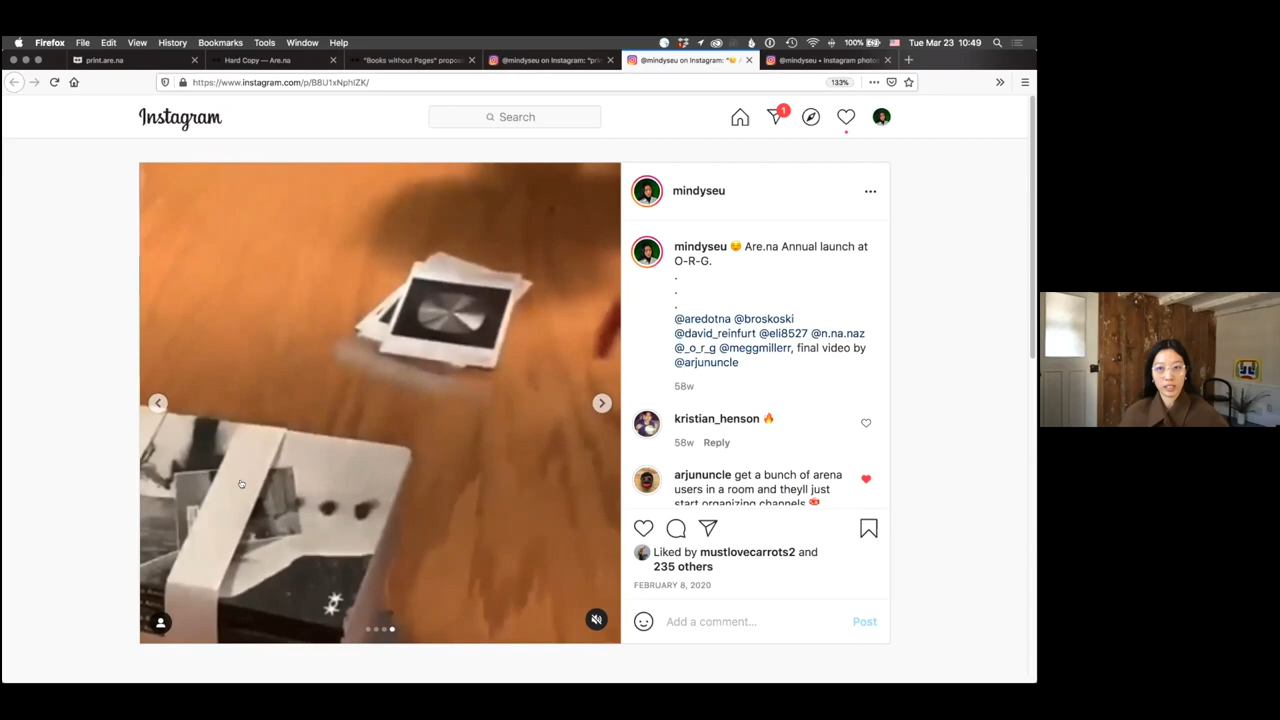 Firefox File Edit View History Bookmarks Tools Window Help 100% Tue Mar 23 10:49
print.are.na
Hard Copy — Are.na
"Books without Pages" propos
@mindyseu on Instagram: "pri
@mindyseu on Instagram: "😌 A
@mindyseu • Instagram photo
https://www.instagram.com/p/B8U1xNphlZK/
133%
Instagram
Search
1
mindyseu
mindyseu 😌 Are.na Annual launch at
O-R-G.
.
.
.
@aredotna @broskoski
@david_reinfurt @eli8527 @n.na.naz
@_o_r_g @meggmillerr, final video by
@arjununcle
58w
kristian_henson 🔥
58w Reply
arjununcle get a bunch of arena
users in a room and theyll just
start organizing channels
Liked by mustlovecarrots2 and
235 others
FEBRUARY 8, 2020
Add a comment...
Post